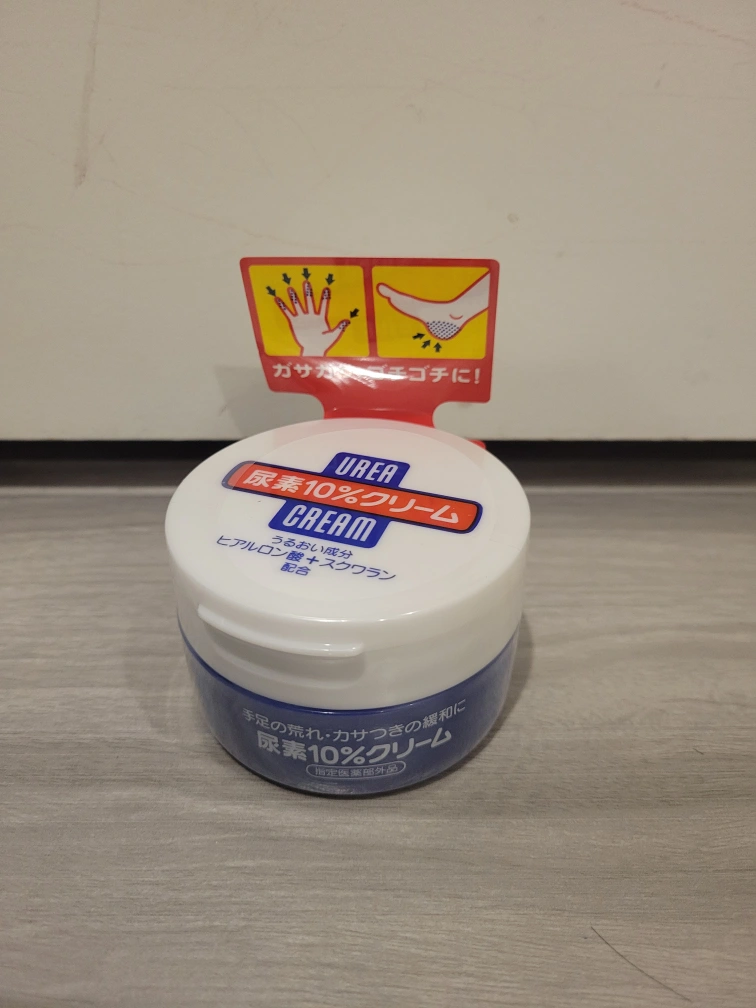 ガサガサ・ゴチゴチに!
UREA
尿素10%クリーム
CREAM
うるおい成分
ヒアルロン酸+スクワラン
配合
手足の荒れ・カサつきの緩和に
尿素10%クリーム
指定医薬部外品